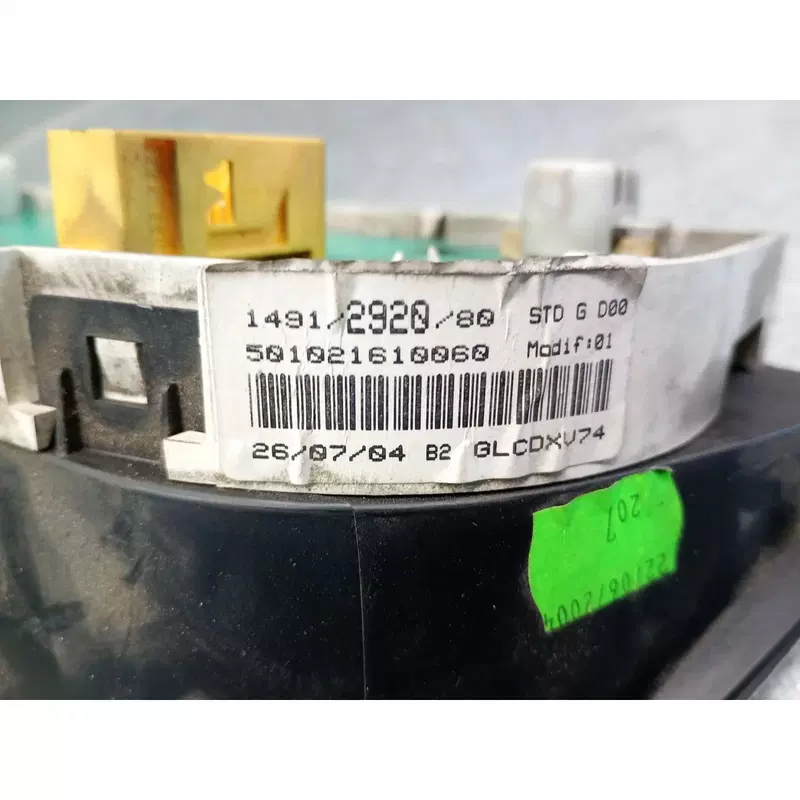 1491/2920/80 STD G D00
501021610060 Modif:01
26/07/04 B2 GLCDXV74
207
22/06/2004